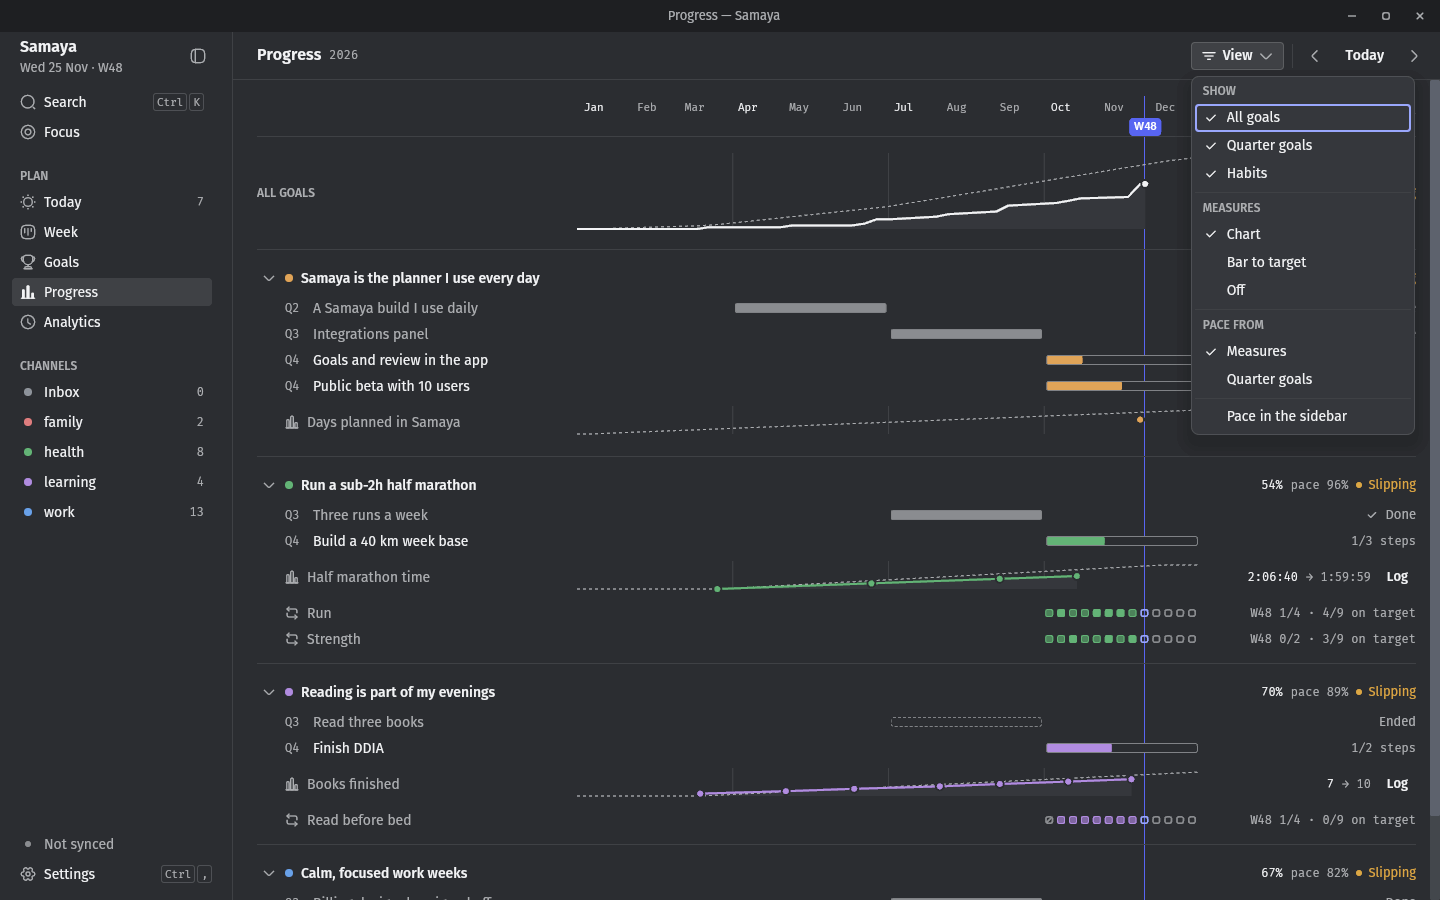 Progress — Samaya
Samaya
Wed 25 Nov · W48
Search Ctrl K
Focus
PLAN
Today 7
Week
Goals
Progress
Analytics
CHANNELS
Inbox 0
family 2
health 8
learning 4
work 13
Not synced
Settings Ctrl ,
Progress 2026
View
Today
Jan Feb Mar Apr May Jun Jul Aug Sep Oct Nov Dec
W48
SHOW
All goals
Quarter goals
Habits
MEASURES
Chart
Bar to target
Off
PACE FROM
Measures
Quarter goals
Pace in the sidebar
ALL GOALS
Samaya is the planner I use every day
Q2 A Samaya build I use daily
Q3 Integrations panel
Q4 Goals and review in the app
Q4 Public beta with 10 users
Days planned in Samaya
Run a sub-2h half marathon 54% pace 96% Slipping
Q3 Three runs a week Done
Q4 Build a 40 km week base 1/3 steps
Half marathon time 2:06:40 → 1:59:59 Log
Run W48 1/4 · 4/9 on target
Strength W48 0/2 · 3/9 on target
Reading is part of my evenings 70% pace 89% Slipping
Q3 Read three books Ended
Q4 Finish DDIA 1/2 steps
Books finished 7 → 10 Log
Read before bed W48 1/4 · 0/9 on target
Calm, focused work weeks 67% pace 82% Slipping